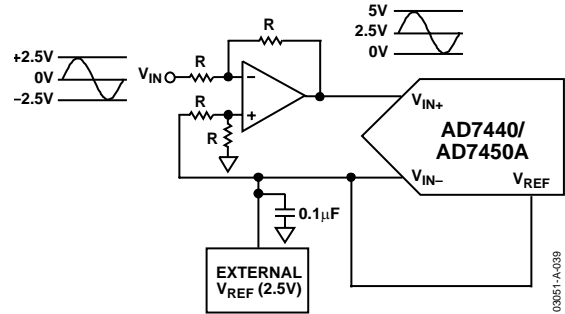 +2.5V
0V
–2.5V
VIN
R
R
R
R
–
+
5V
2.5V
0V
VIN+
AD7440/
AD7450A
VIN–
VREF
0.1μF
EXTERNAL
VREF (2.5V)
03051-A-039